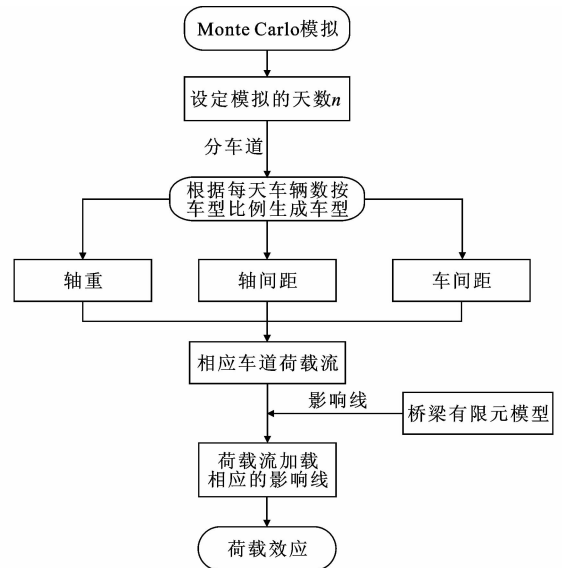 Monte Carlo模拟
设定模拟的天数n
分车道
根据每天车辆数按
车型比例生成车型
轴重
轴间距
车间距
相应车道荷载流
影响线
桥梁有限元模型
荷载流加载
相应的影响线
荷载效应